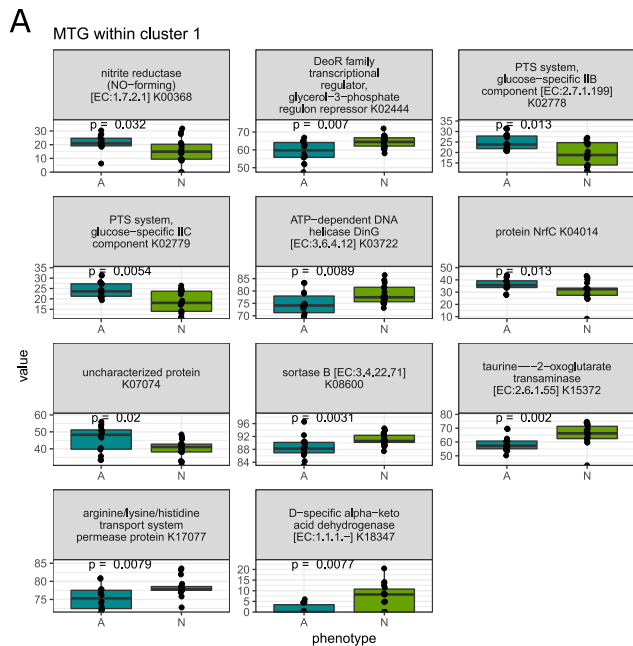 A
MTG within cluster 1
nitrite reductase
(NO−forming)
[EC:1.7.2.1] K00368
p = 0.032
30
20
10
0
A N
DeoR family
transcriptional
regulator,
glycerol−3−phosphate
regulon repressor K02444
p = 0.007
70
60
50
A N
PTS system,
glucose−specific IIB
component [EC:2.7.1.199]
K02778
p = 0.013
35
30
25
20
15
A N
PTS system,
glucose−specific IIC
component K02779
p = 0.0054
35
30
25
20
15
A N
ATP−dependent DNA
helicase DinG
[EC:3.6.4.12] K03722
p = 0.0089
85
80
75
70
A N
protein NrfC K04014
p = 0.013
50
40
30
20
10
A N
uncharacterized protein
K07074
p = 0.02
60
50
40
A N
sortase B [EC:3.4.22.71]
K08600
p = 0.0031
96
92
88
84
A N
taurine−−2−oxoglutarate
transaminase
[EC:2.6.1.55] K15372
p = 0.002
80
70
60
50
A N
arginine/lysine/histidine
transport system
permease protein K17077
p = 0.0079
85
80
75
A N
D−specific alpha−keto
acid dehydrogenase
[EC:1.1.1.−] K18347
p = 0.0077
20
15
10
5
0
A N
value
phenotype